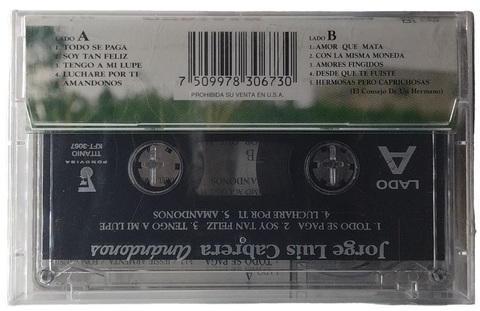 LADO A
1. TODO SE PAGA
2. SOY TAN FELIZ
3. TENGO A MI LUPE
4. LUCHARE POR TI
AMANDONOS
7 509978 306730
PROHIBIDA SU VENTA EN U.S.A.
LADO B
1. AMOR QUE MATA
2. CON LA MISMA MONEDA
3. AMORES FINGIDOS
4. DESDE QUE TE FUISTE
5. HERMOSAS PERO CAPRICHOSAS
(El Consejo De Un Hermano)
Jorge Luis Cabrera
1. TODO SE PAGA 2. SOY TAN FELIZ 3. TENGO A MI LUPE
4. LUCHARE POR TI 5. AMANDONOS
LADO
A
FONOVISA
TITANIO
KFT-3067